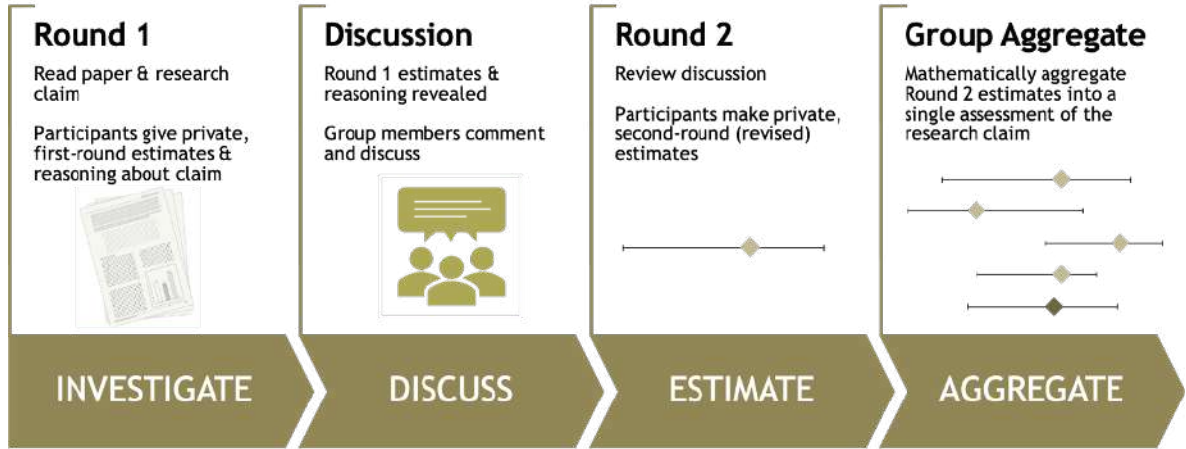 Round 1
Read paper & research
claim
Participants give private,
first-round estimates &
reasoning about claim
INVESTIGATE
Discussion
Round 1 estimates &
reasoning revealed
Group members comment
and discuss
DISCUSS
Round 2
Review discussion
Participants make private,
second-round (revised)
estimates
ESTIMATE
Group Aggregate
Mathematically aggregate
Round 2 estimates into a
single assessment of the
research claim
AGGREGATE